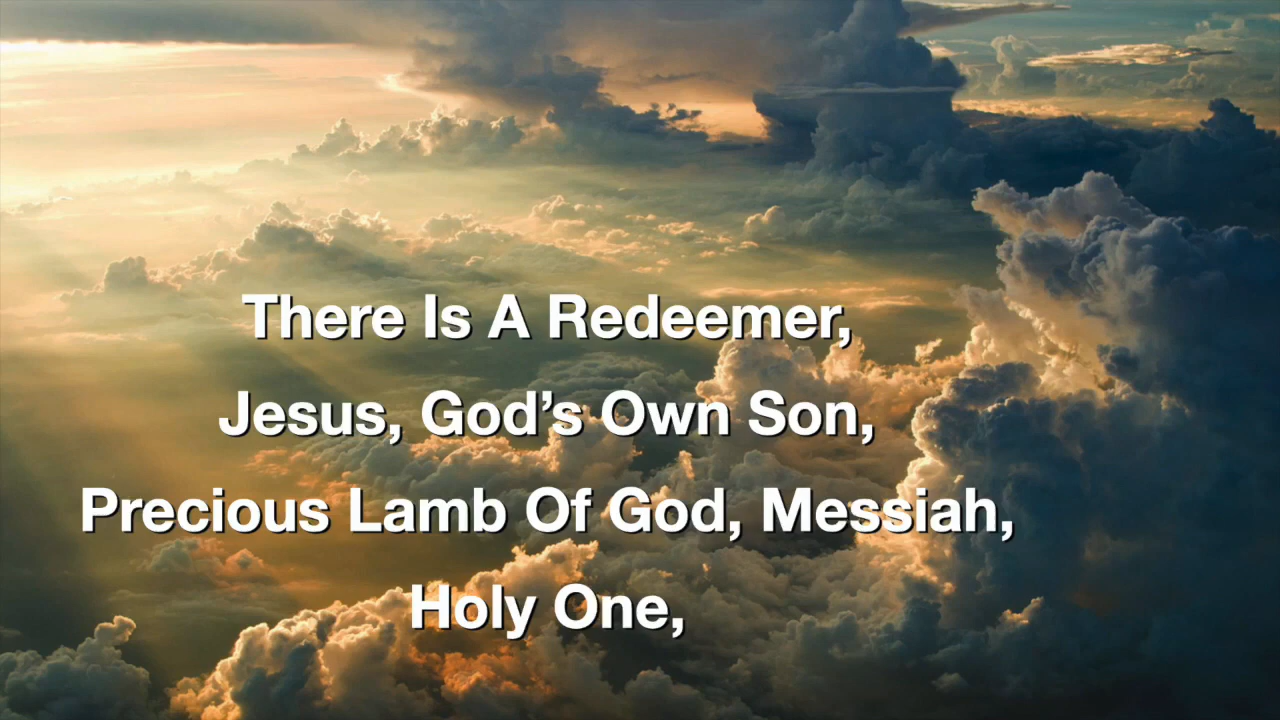 There Is A Redeemer,
Jesus, God’s Own Son,
Precious Lamb Of God, Messiah,
Holy One,